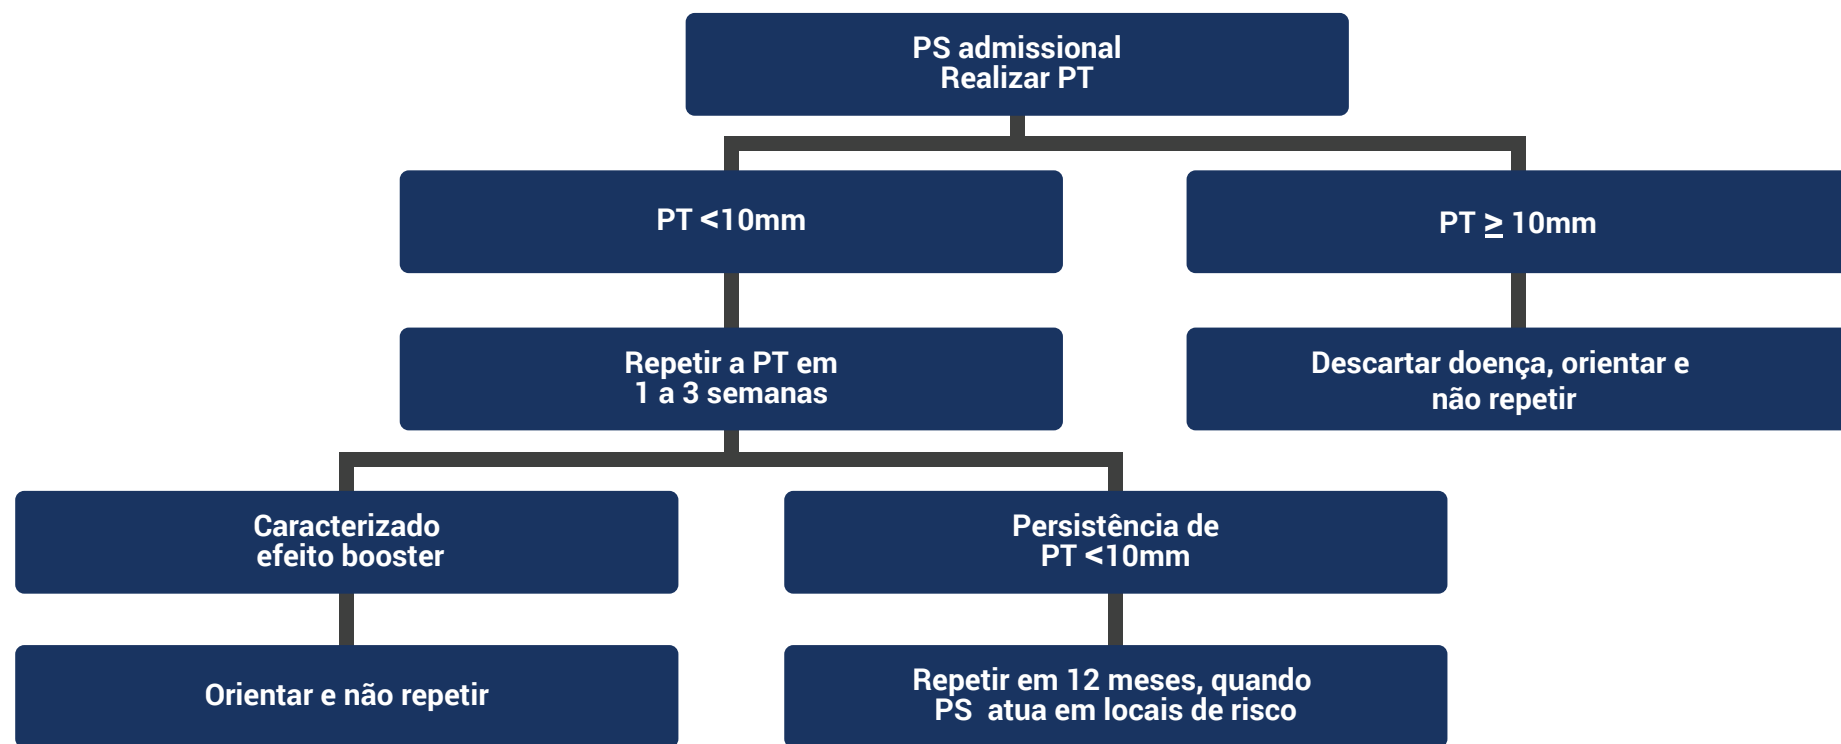 PS admissional
Realizar PT
PT <10mm
PT ≥ 10mm
Repetir a PT em
1 a 3 semanas
Descartar doença, orientar e
não repetir
Caracterizado
efeito booster
Persistência de
PT <10mm
Orientar e não repetir
Repetir em 12 meses, quando
PS atua em locais de risco